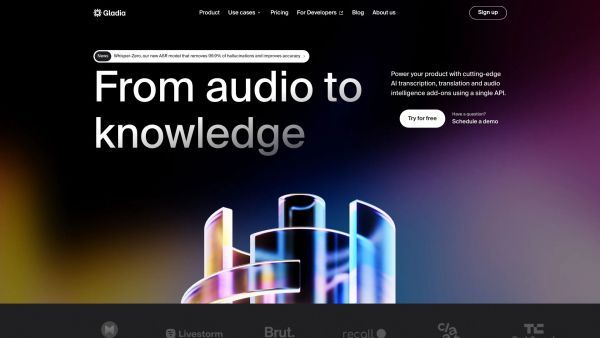 Gladia
Product
Use cases
Pricing
For Developers
Blog
About us
Sign up
News
Whisper-Zero, our new ASR model that removes 99.9% of hallucinations and improves accuracy
From audio to
knowledge
Power your product with cutting-edge
AI transcription, translation and audio
intelligence add-ons using a single API.
Try for free
Have a question?
Schedule a demo
Livestorm
Brut.
recall
c/a
TC